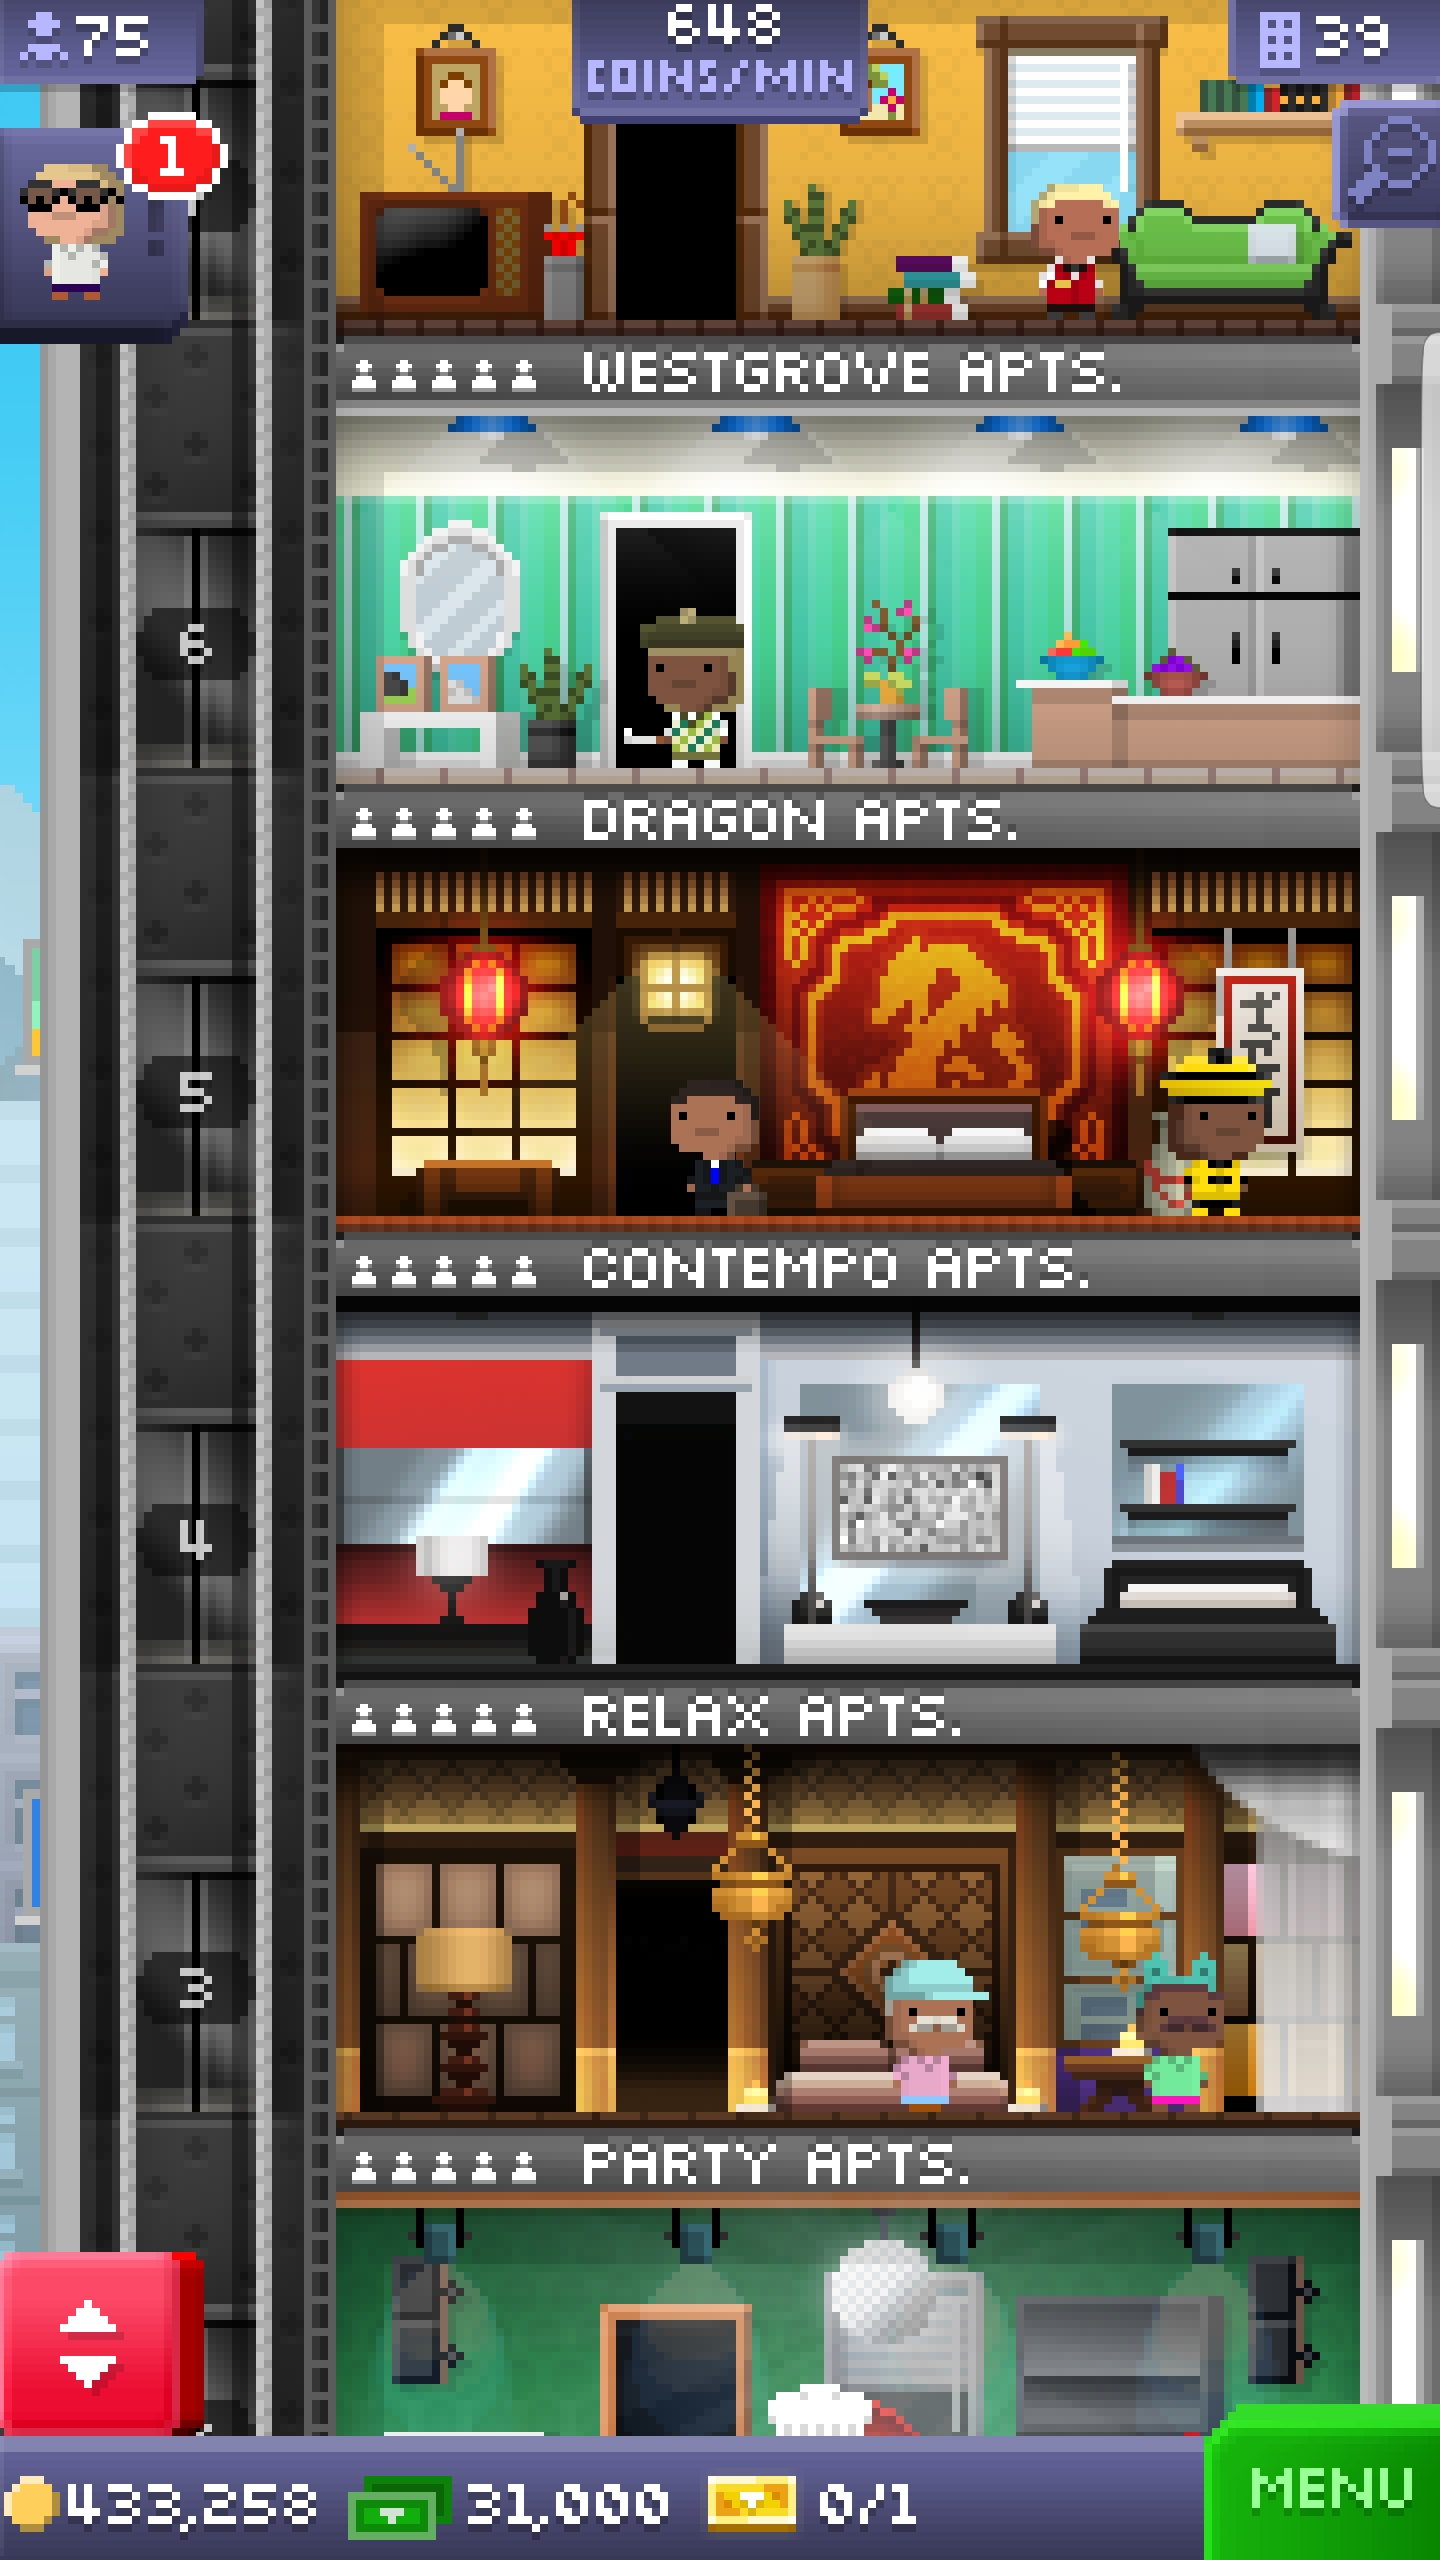 75
648
COINS/MIN
39
1
WESTGROVE APTS.
6
DRAGON APTS.
5
CONTEMPO APTS.
4
RELAX APTS.
3
PARTY APTS.
433,258
31,000
0/1
MENU